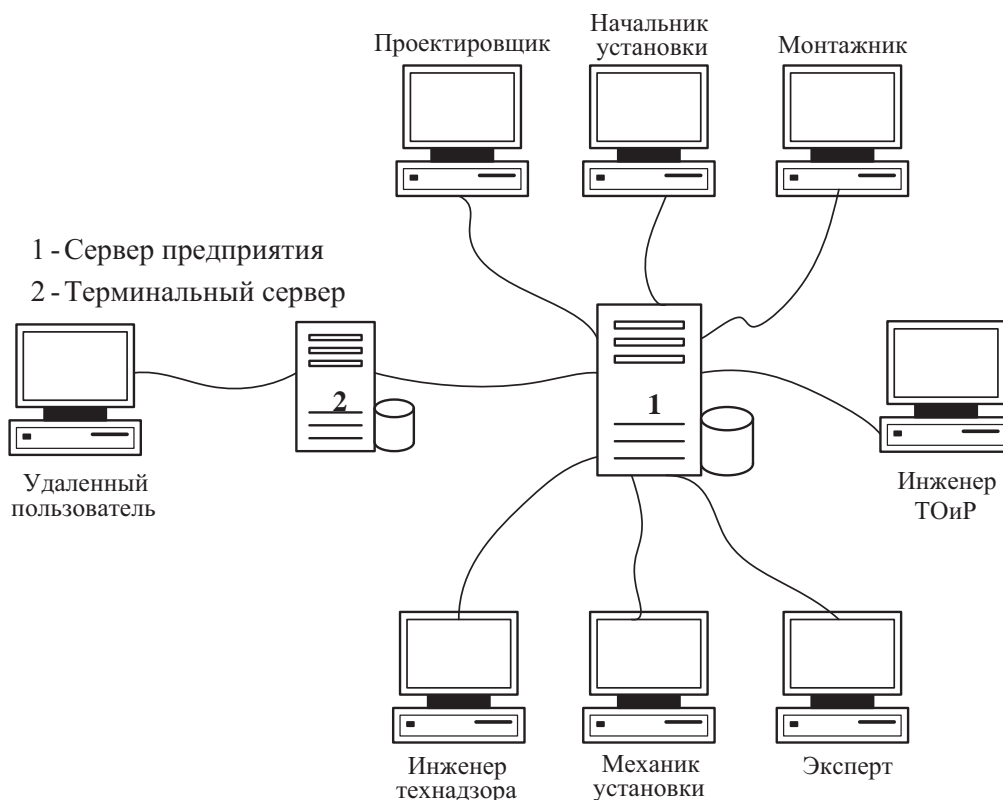 Проектировщик
Начальник
установки
Монтажник
1 - Сервер предприятия
2 - Терминальный сервер
2
1
Удаленный
пользователь
Инженер
ТОиР
Инженер
технадзора
Механик
установки
Эксперт